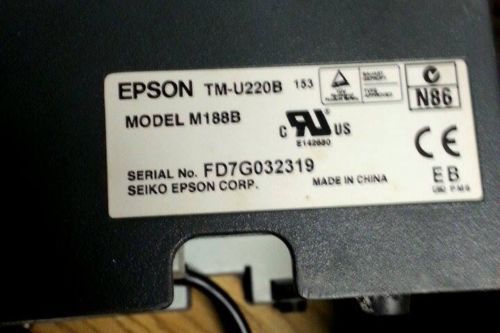 EPSON TM-U220B 153
N86
MODEL M188B
C RU US
E142680
CE
SERIAL No. FD7G032319
SEIKO EPSON CORP. MADE IN CHINA
EB